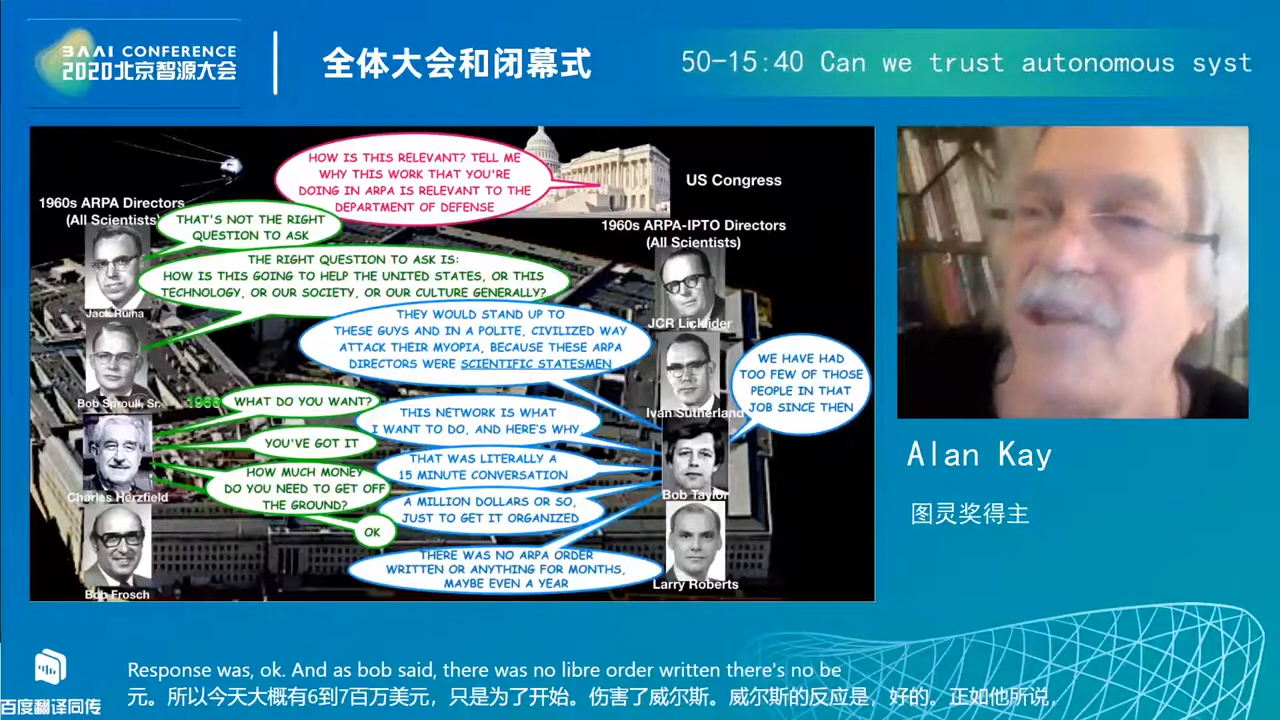 BAAI CONFERENCE
2020北京智源大会
全体大会和闭幕式
50-15:40 Can we trust autonomous syst
HOW IS THIS RELEVANT? TELL ME
WHY THIS WORK THAT YOU'RE
DOING IN ARPA IS RELEVANT TO THE
DEPARTMENT OF DEFENSE
US Congress
1960s ARPA Directors
(All Scientists)
THAT'S NOT THE RIGHT
QUESTION TO ASK
1960s ARPA-IPTO Directors
(All Scientists)
THE RIGHT QUESTION TO ASK IS:
HOW IS THIS GOING TO HELP THE UNITED STATES, OR THIS
TECHNOLOGY, OR OUR SOCIETY, OR OUR CULTURE GENERALLY?
Jack Ruina
JCR Licklider
THEY WOULD STAND UP TO
THESE GUYS AND IN A POLITE, CIVILIZED WAY
ATTACK THEIR MYOPIA, BECAUSE THESE ARPA
DIRECTORS WERE SCIENTIFIC STATESMEN
WE HAVE HAD
TOO FEW OF THOSE
PEOPLE IN THAT
JOB SINCE THEN
Bob Sproull, Sr.
Ivan Sutherland
1966
WHAT DO YOU WANT?
THIS NETWORK IS WHAT
I WANT TO DO, AND HERE'S WHY
YOU'VE GOT IT
THAT WAS LITERALLY A
15 MINUTE CONVERSATION
HOW MUCH MONEY
DO YOU NEED TO GET OFF
THE GROUND?
Charles Herzfield
Bob Taylor
A MILLION DOLLARS OR SO,
JUST TO GET IT ORGANIZED
OK
THERE WAS NO ARPA ORDER
WRITTEN OR ANYTHING FOR MONTHS,
MAYBE EVEN A YEAR
Bob Frosch
Larry Roberts
Alan Kay
图灵奖得主
Response was, ok. And as bob said, there was no libre order written there's no be
元。所以今天大概有6到7百万美元，只是为了开始。伤害了威尔斯。威尔斯的反应是，好的。正如他所说，
百度翻译同传